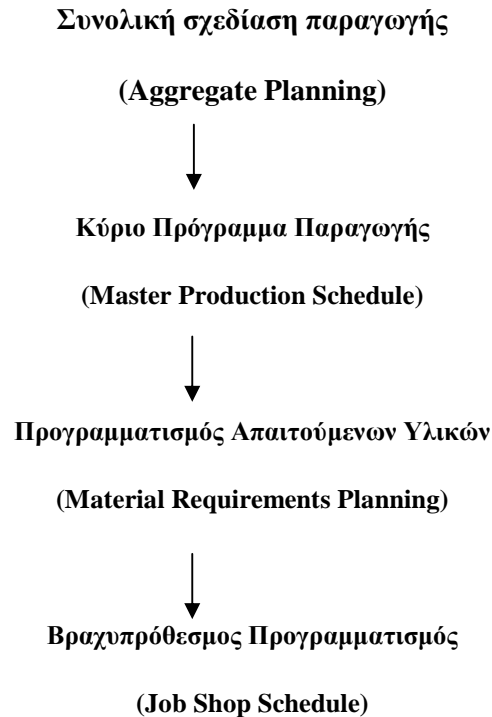 Συνολική σχεδίαση παραγωγής
(Aggregate Planning)
Κύριο Πρόγραμμα Παραγωγής
(Master Production Schedule)
Προγραμματισμός Απαιτούμενων Υλικών
(Material Requirements Planning)
Βραχυπρόθεσμος Προγραμματισμός
(Job Shop Schedule)